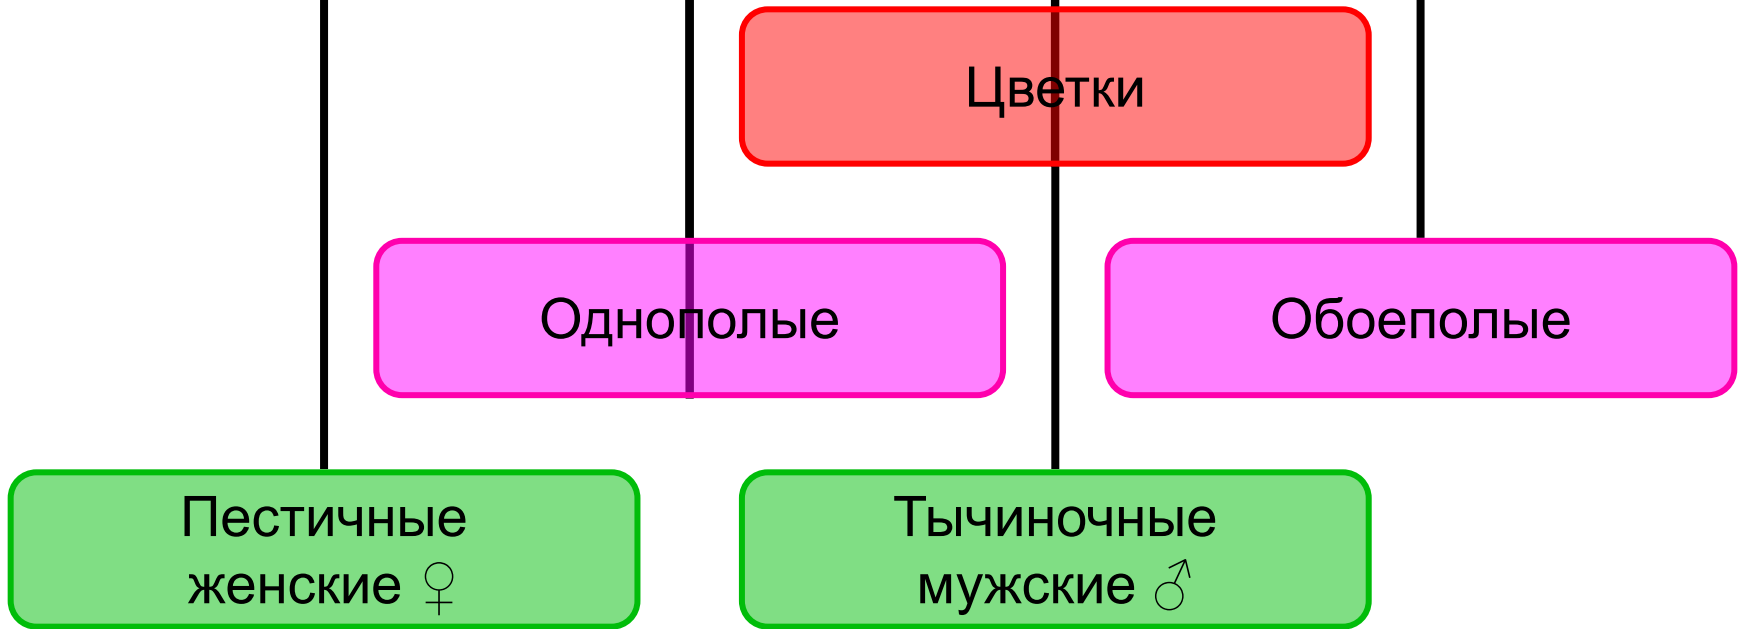 Цветки
Однополые
Обоеполые
Пестичные
женские ♀
Тычиночные
мужские ♂